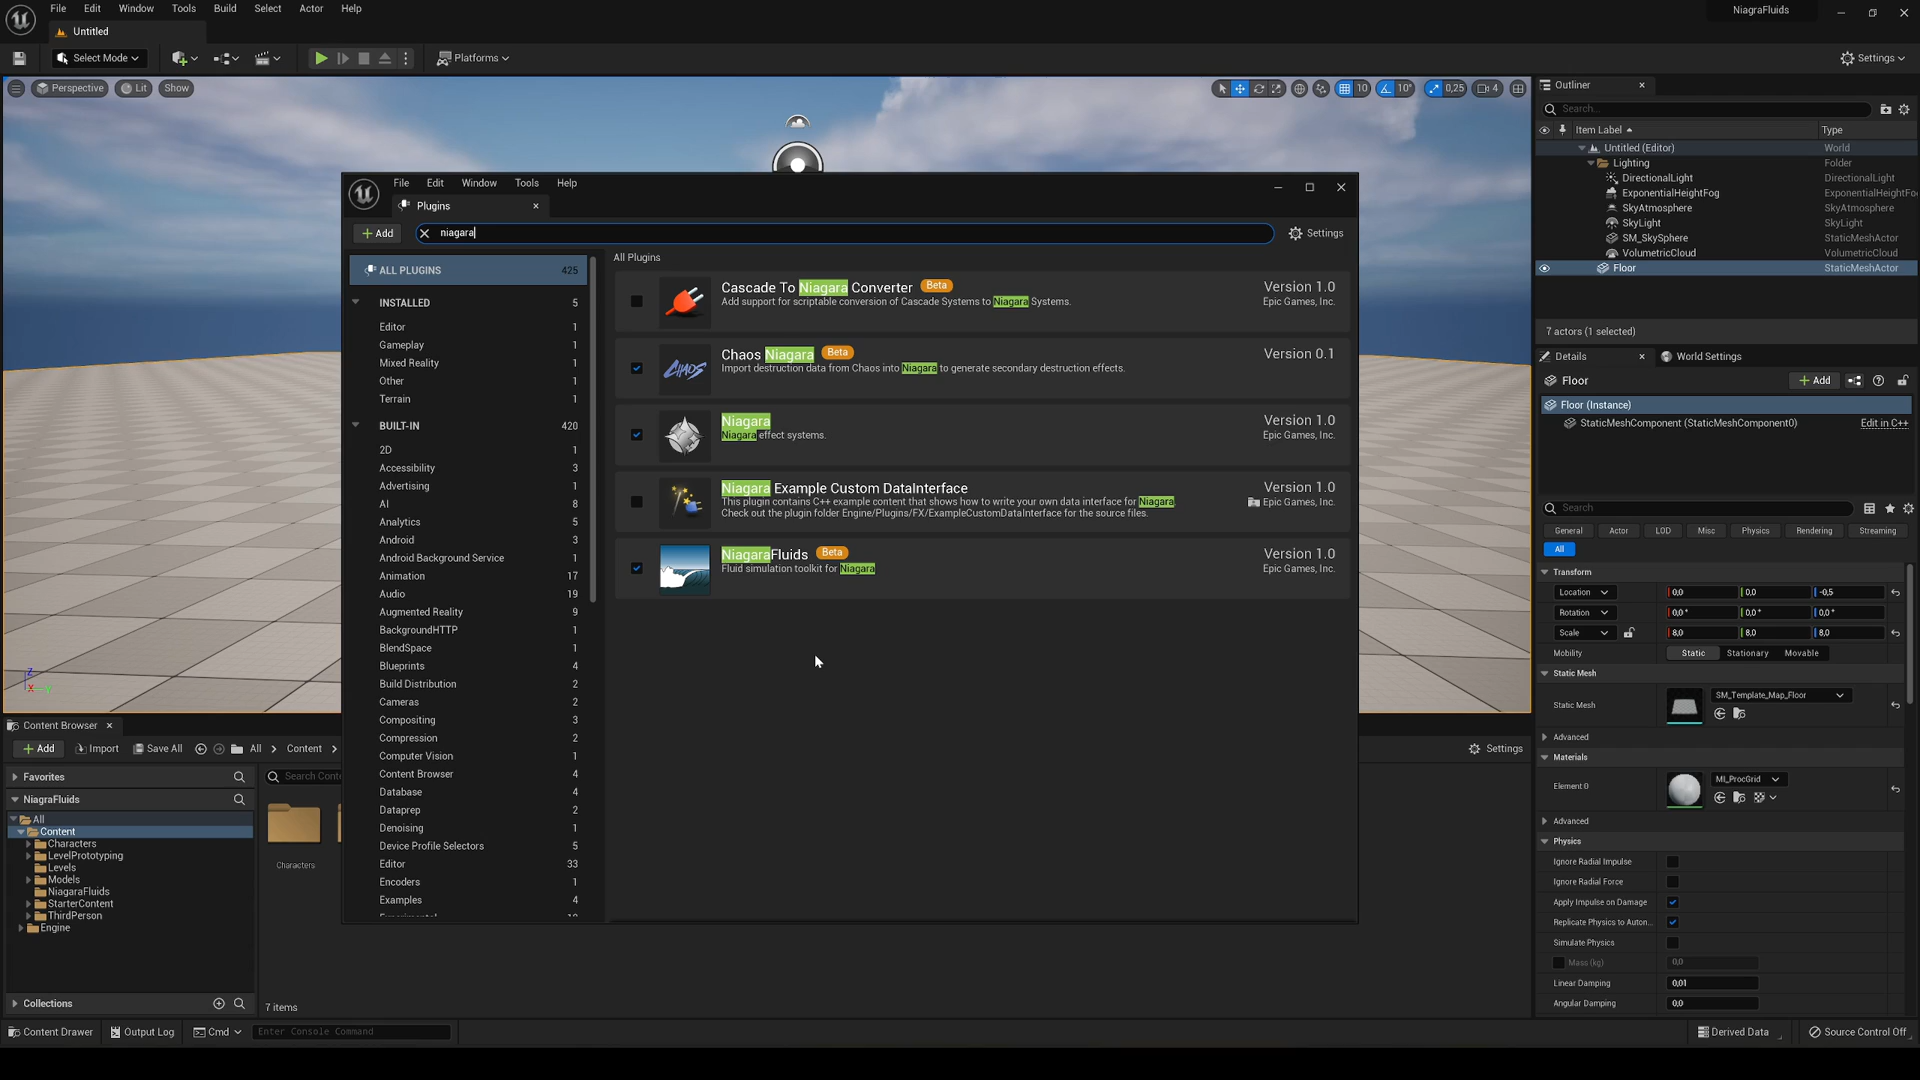 File Edit Window Tools Build Select Actor Help NiagraFluids
Untitled
Select Mode Platforms Settings
Perspective Lit Show 10 10° 0,25 4
Outliner
Search...
Item Label Type
Untitled (Editor) World
Lighting Folder
DirectionalLight DirectionalLight
ExponentialHeightFog ExponentialHeightFo
SkyAtmosphere SkyAtmosphere
SkyLight SkyLight
SM_SkySphere StaticMeshActor
VolumetricCloud VolumetricCloud
Floor StaticMeshActor
7 actors (1 selected)
Details World Settings
Floor Add
Floor (Instance)
StaticMeshComponent (StaticMeshComponent0) Edit in C++
Search
General Actor LOD Misc Physics Rendering Streaming
All
Transform
Location 0,0 0,0 -0,5
Rotation 0,0 ° 0,0 ° 0,0 °
Scale 8,0 8,0 8,0
Mobility Static Stationary Movable
Static Mesh
Static Mesh SM_Template_Map_Floor
Advanced
Materials
Element 0 MI_ProcGrid
Advanced
Physics
Ignore Radial Impulse
Ignore Radial Force
Apply Impulse on Damage
Replicate Physics to Auton...
Simulate Physics
Mass (kg) 0,0
Linear Damping 0,01
Angular Damping 0,0
File Edit Window Tools Help
Plugins
Add niagara Settings
ALL PLUGINS 425
INSTALLED 5
Editor 1
Gameplay 1
Mixed Reality 1
Other 1
Terrain 1
BUILT-IN 420
2D 1
Accessibility 3
Advertising 1
AI 8
Analytics 5
Android 3
Android Background Service 1
Animation 17
Audio 19
Augmented Reality 9
BackgroundHTTP 1
BlendSpace 1
Blueprints 4
Build Distribution 2
Cameras 2
Compositing 3
Compression 2
Computer Vision 1
Content Browser 4
Database 4
Dataprep 2
Denoising 1
Device Profile Selectors 5
Editor 33
Encoders 1
Examples 4
All Plugins
Cascade To Niagara Converter Beta Version 1.0
Add support for scriptable conversion of Cascade Systems to Niagara Systems. Epic Games, Inc.
Chaos Niagara Beta Version 0.1
Import destruction data from Chaos into Niagara to generate secondary destruction effects.
Niagara Version 1.0
Niagara effect systems. Epic Games, Inc.
Niagara Example Custom DataInterface Version 1.0
This plugin contains C++ example content that shows how to write your own data interface for Niagara Epic Games, Inc.
Check out the plugin folder Engine/Plugins/FX/ExampleCustomDataInterface for the source files.
NiagaraFluids Beta Version 1.0
Fluid simulation toolkit for Niagara Epic Games, Inc.
Content Browser
Add Import Save All All Content Settings
Favorites Search Conte
NiagraFluids
All
Content
Characters
LevelPrototyping
Levels
Models
NiagaraFluids
StarterContent
ThirdPerson
Engine
Characters
Collections 7 items
Content Drawer Output Log Cmd Enter Console Command Derived Data Source Control Off